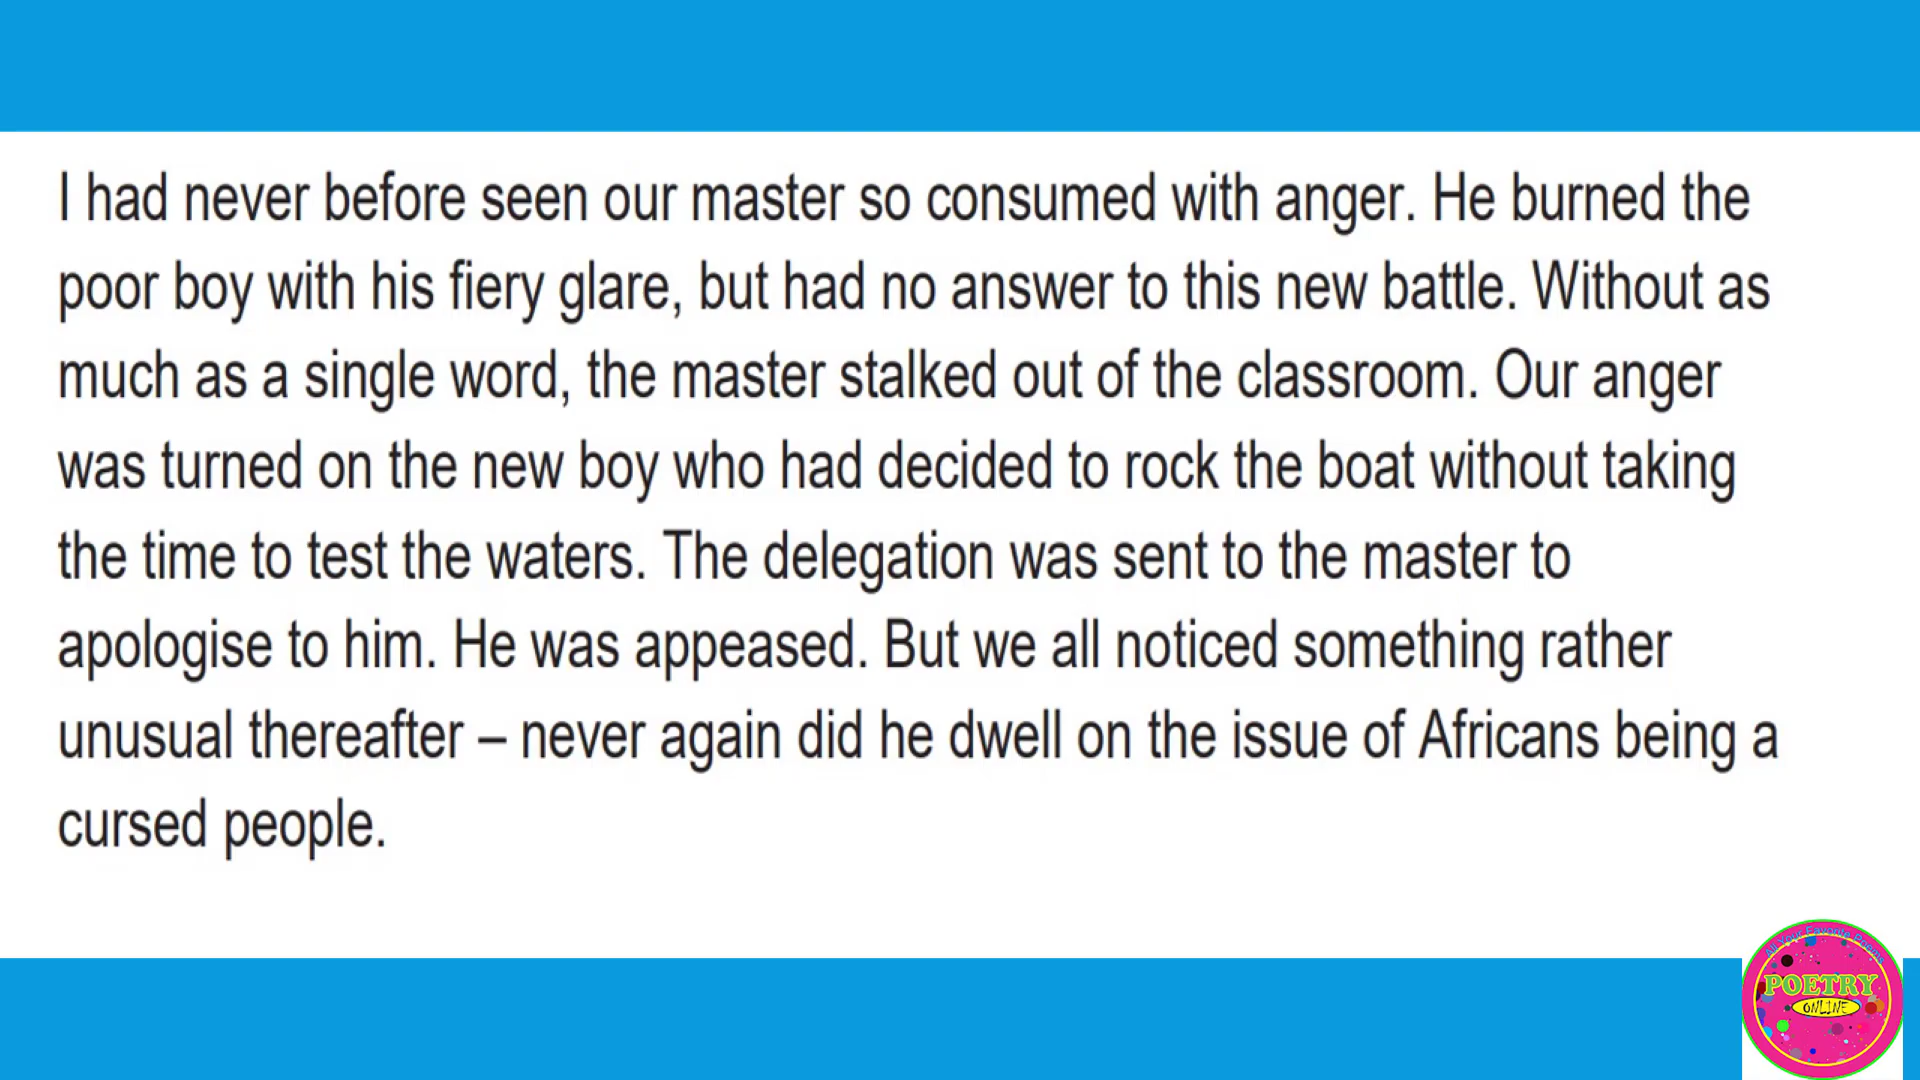 I had never before seen our master so consumed with anger. He burned the
poor boy with his fiery glare, but had no answer to this new battle. Without as
much as a single word, the master stalked out of the classroom. Our anger
was turned on the new boy who had decided to rock the boat without taking
the time to test the waters. The delegation was sent to the master to
apologise to him. He was appeased. But we all noticed something rather
unusual thereafter – never again did he dwell on the issue of Africans being a
cursed people.
All Your Favorite Poems
POETRY
ONLINE